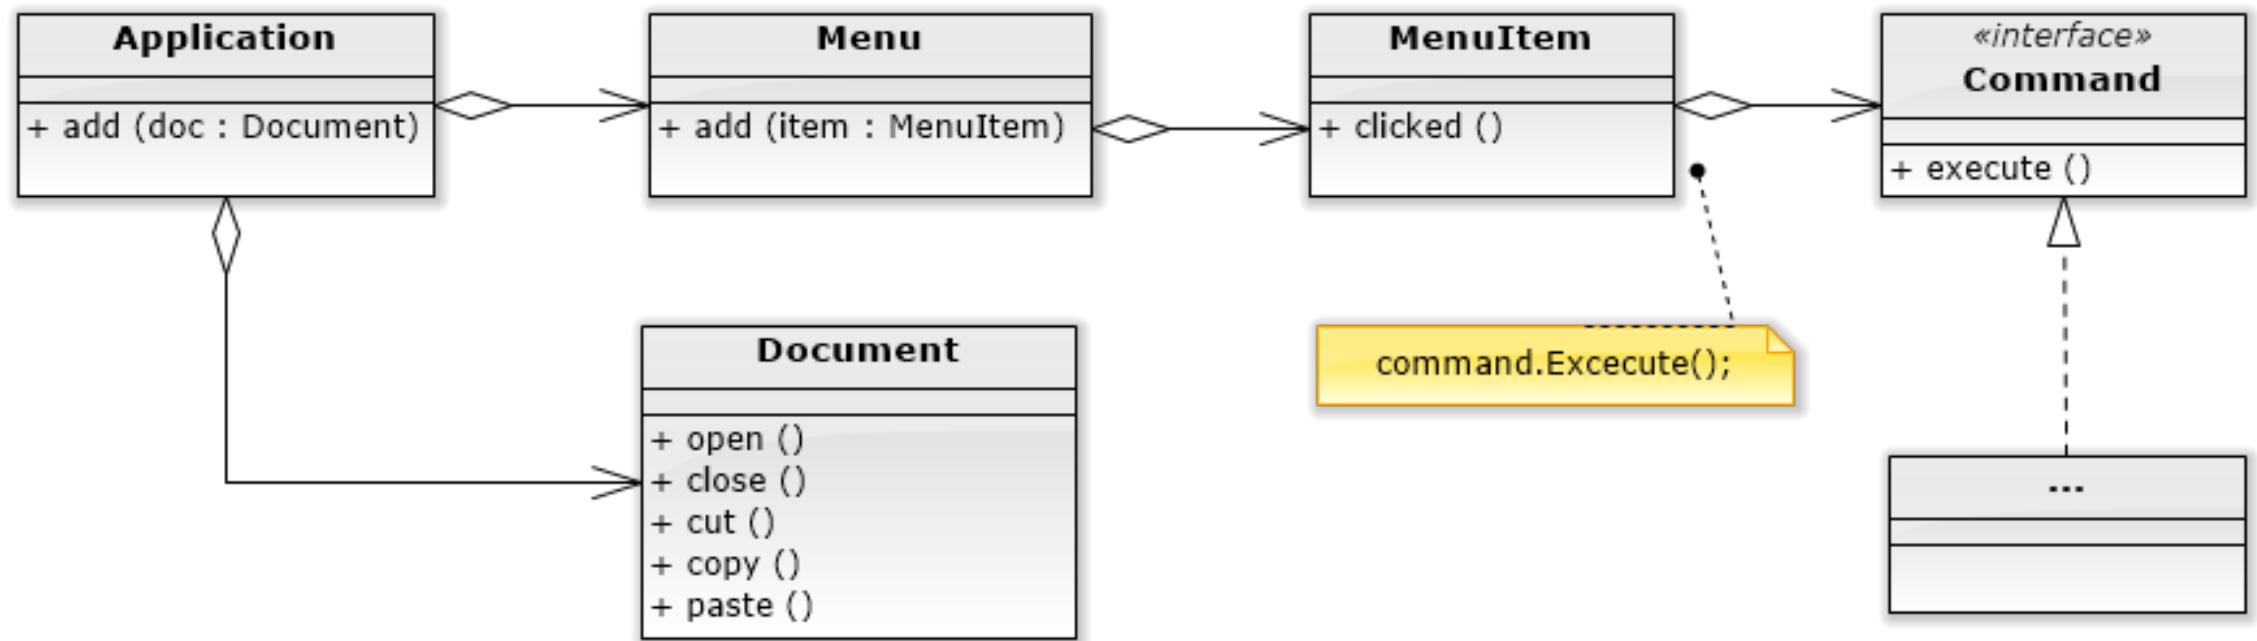 Application
+ add (doc : Document)
Menu
+ add (item : MenuItem)
MenuItem
+ clicked ()
«interface»
Command
+ execute ()
Document
+ open ()
+ close ()
+ cut ()
+ copy ()
+ paste ()
command.Excecute();
...